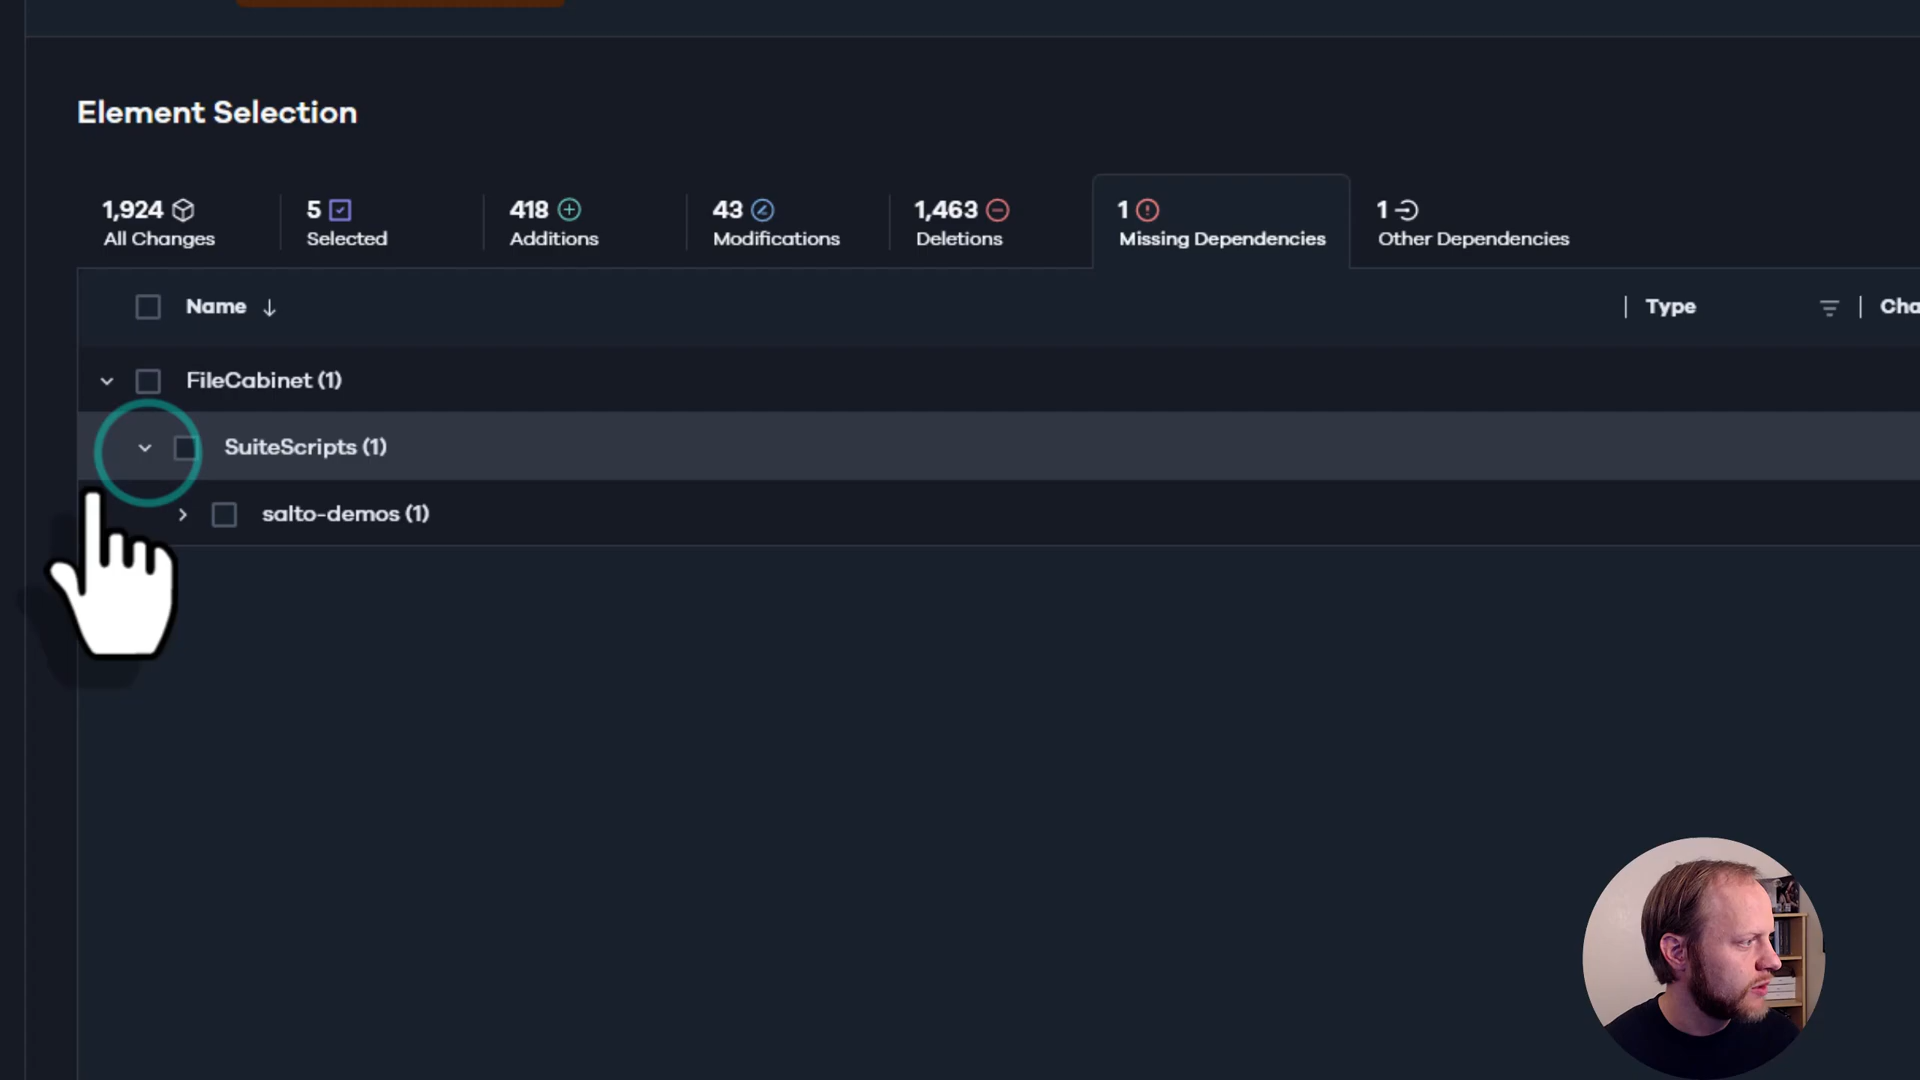 Element Selection
1,924
All Changes
5
Selected
418
Additions
43
Modifications
1,463
Deletions
1
Missing Dependencies
1
Other Dependencies
Name
Type
Cha
FileCabinet (1)
SuiteScripts (1)
salto-demos (1)